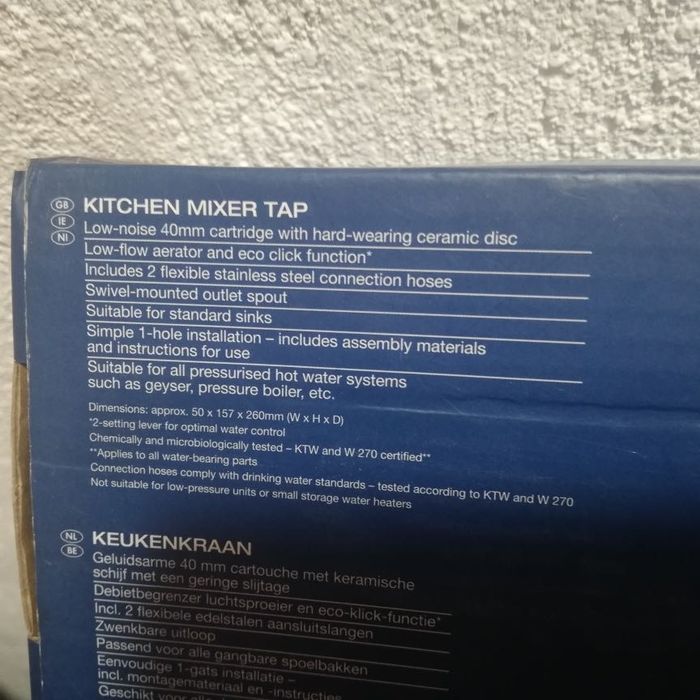 GB KITCHEN MIXER TAP
IE Low-noise 40mm cartridge with hard-wearing ceramic disc
NI Low-flow aerator and eco click function*
Includes 2 flexible stainless steel connection hoses
Swivel-mounted outlet spout
Suitable for standard sinks
Simple 1-hole installation – includes assembly materials
and instructions for use
Suitable for all pressurised hot water systems
such as geyser, pressure boiler, etc.
Dimensions: approx. 50 x 157 x 260mm (W x H x D)
*2-setting lever for optimal water control
Chemically and microbiologically tested – KTW and W 270 certified**
**Applies to all water-bearing parts
Connection hoses comply with drinking water standards – tested according to KTW and W 270
Not suitable for low-pressure units or small storage water heaters
NL KEUKENKRAAN
BE Geluidsarme 40 mm cartouche met keramische
schijf met een geringe slijtage
Debietbegrenzer luchtsproeier en eco-klick-functie*
Incl. 2 flexibele edelstalen aansluitslangen
Zwenkbare uitloop
Passend voor alle gangbare spoelbakken
Eenvoudige 1-gats installatie –
incl. montagemateriaal en -instructies
Geschikt voor alle